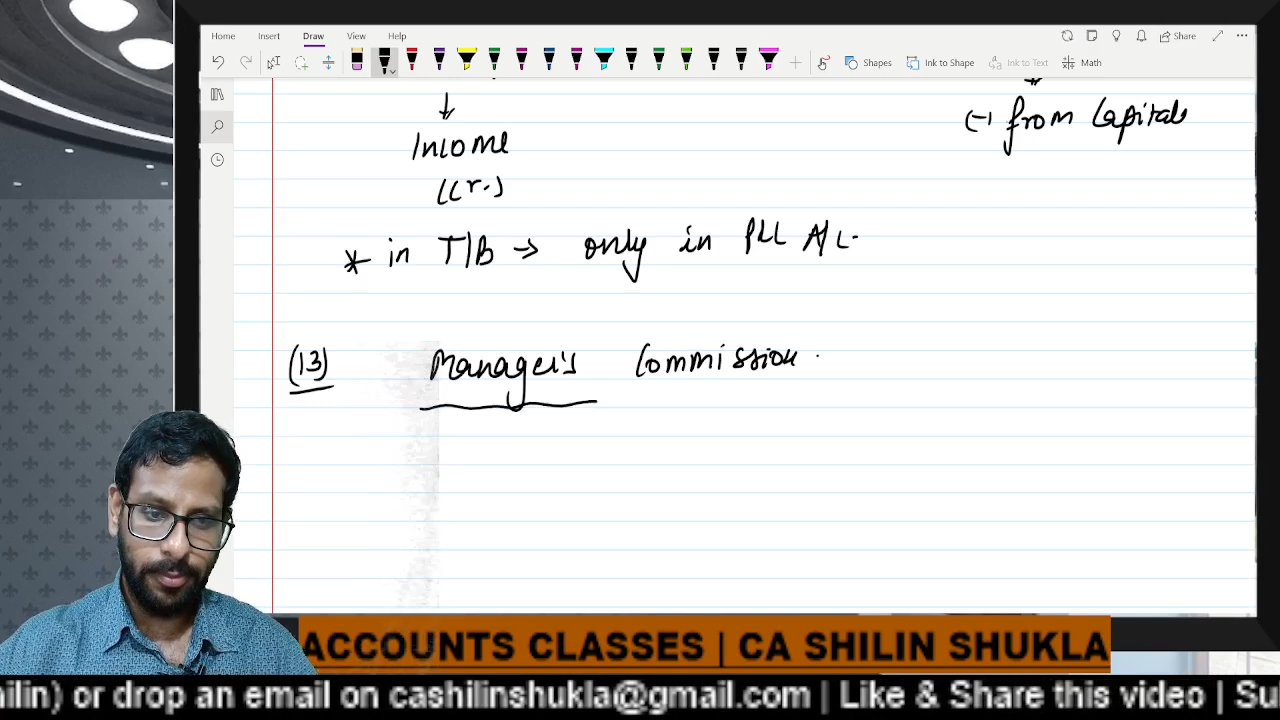 Home Insert Draw View Help
Share
Shapes Ink to Shape Ink to Text Math
(-) from Capitals
Income
(Cr.)
* in T/B → only in P&L A/c.
(13) Manager's Commission.
ACCOUNTS CLASSES | CA SHILIN SHUKLA
hilin) or drop an email on cashilinshukla@gmail.com | Like & Share this video | Su